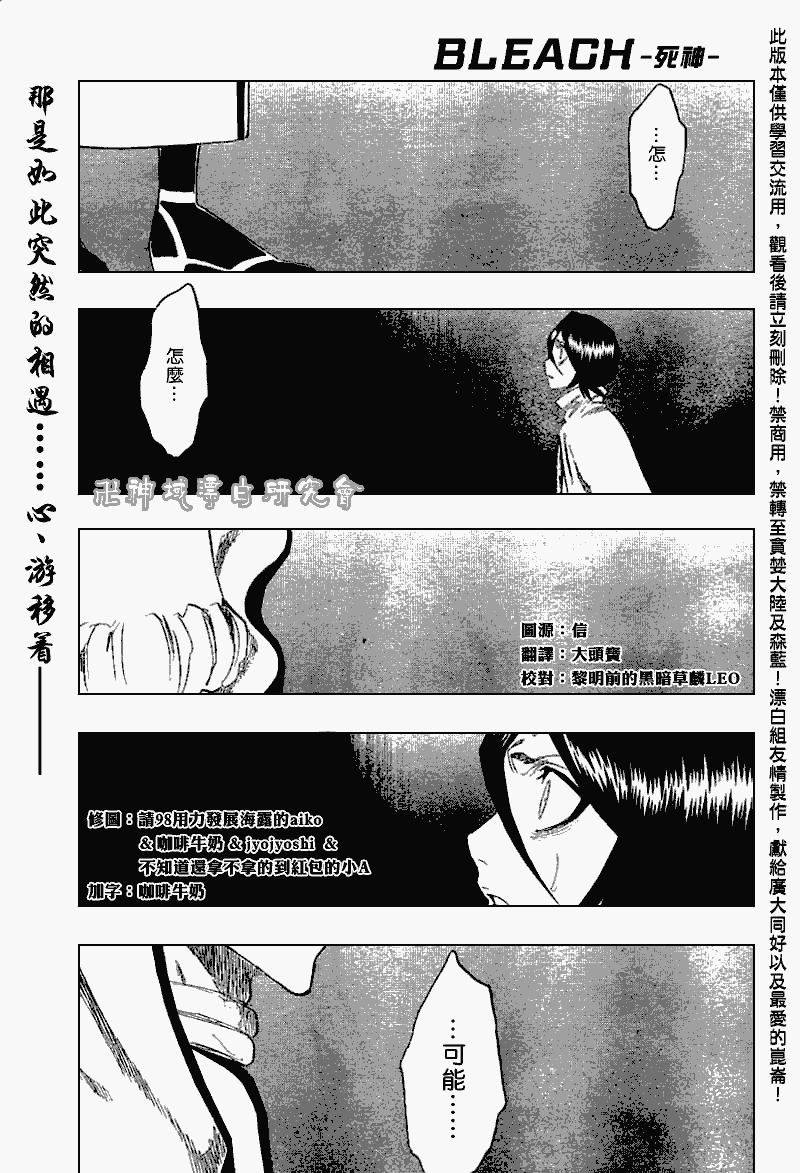 BLEACH-死神-
此版本僅供學習交流用，觀看後請立刻刪除！禁商用，禁轉至貪婪大陸及森藍！漂白組友情製作，獻給廣大同好以及最愛的崑崙！
…怎…
怎麼…
那是如此突然的相遇……心、游移着——
卍神域漂白研究會
圖源：信
翻譯：大頭寶
校對：黎明前的黑暗草麟LEO
修圖：請98用力發展海露的aiko
& 咖啡牛奶 & jyojyoshi &
不知道還拿不拿的到紅包的小A
加字：咖啡牛奶
…可能……